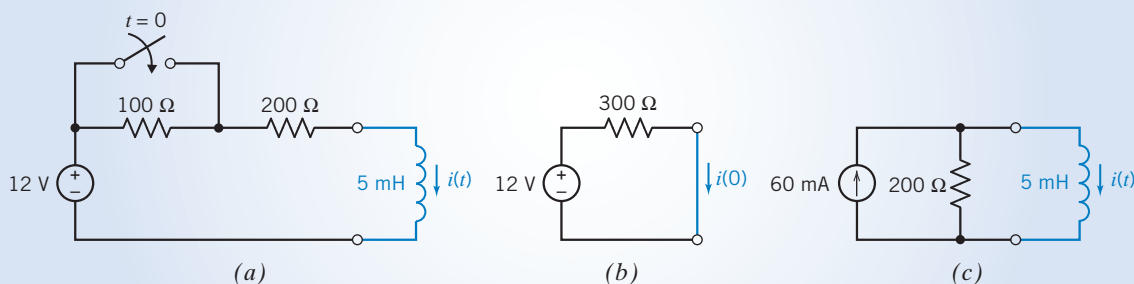 t = 0
100 Ω
200 Ω
12 V
+
−
5 mH
i(t)
(a)
300 Ω
12 V
+
−
i(0)
(b)
60 mA
200 Ω
5 mH
i(t)
(c)